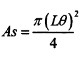 As = π(Lθ)² / 4